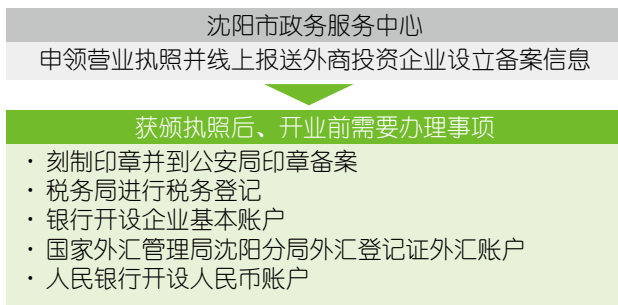 沈阳市政务服务中心
申领营业执照并线上报送外商投资企业设立备案信息
获颁执照后、开业前需要办理事项
· 刻制印章并到公安局印章备案
· 税务局进行税务登记
· 银行开设企业基本账户
· 国家外汇管理局沈阳分局外汇登记证外汇账户
· 人民银行开设人民币账户